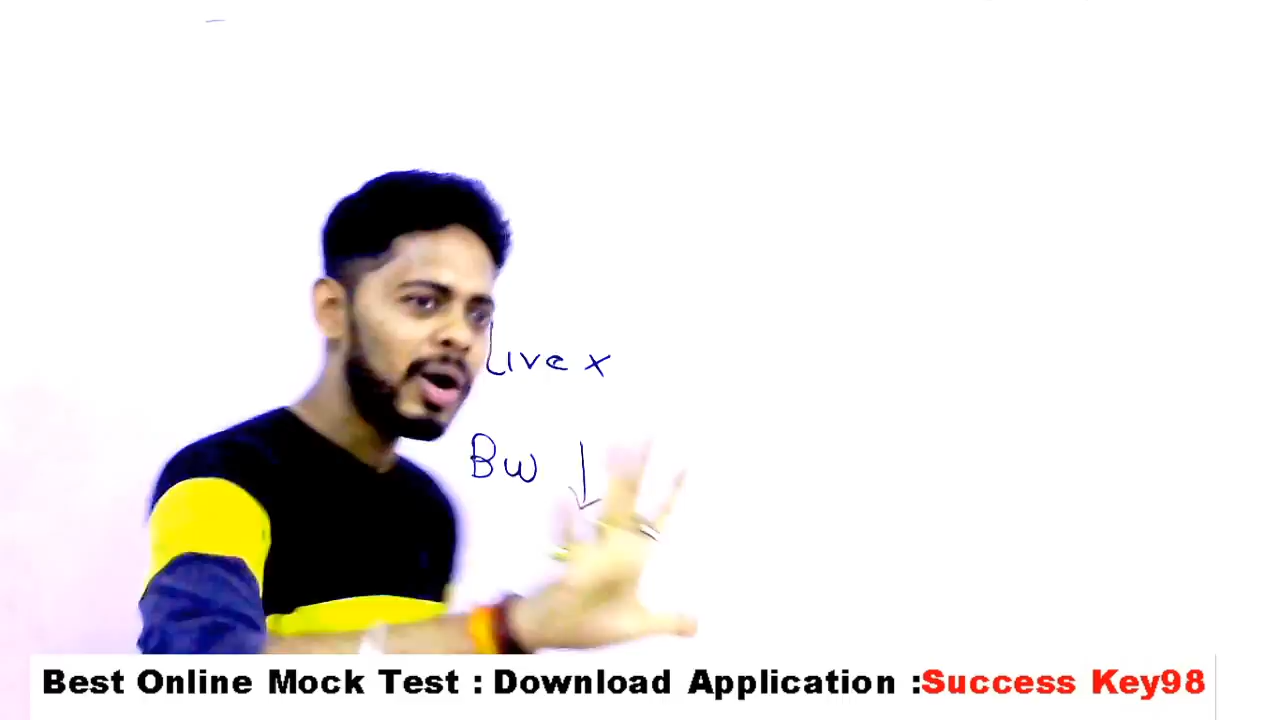 Live x
BW ↓
Best Online Mock Test : Download Application :Success Key98